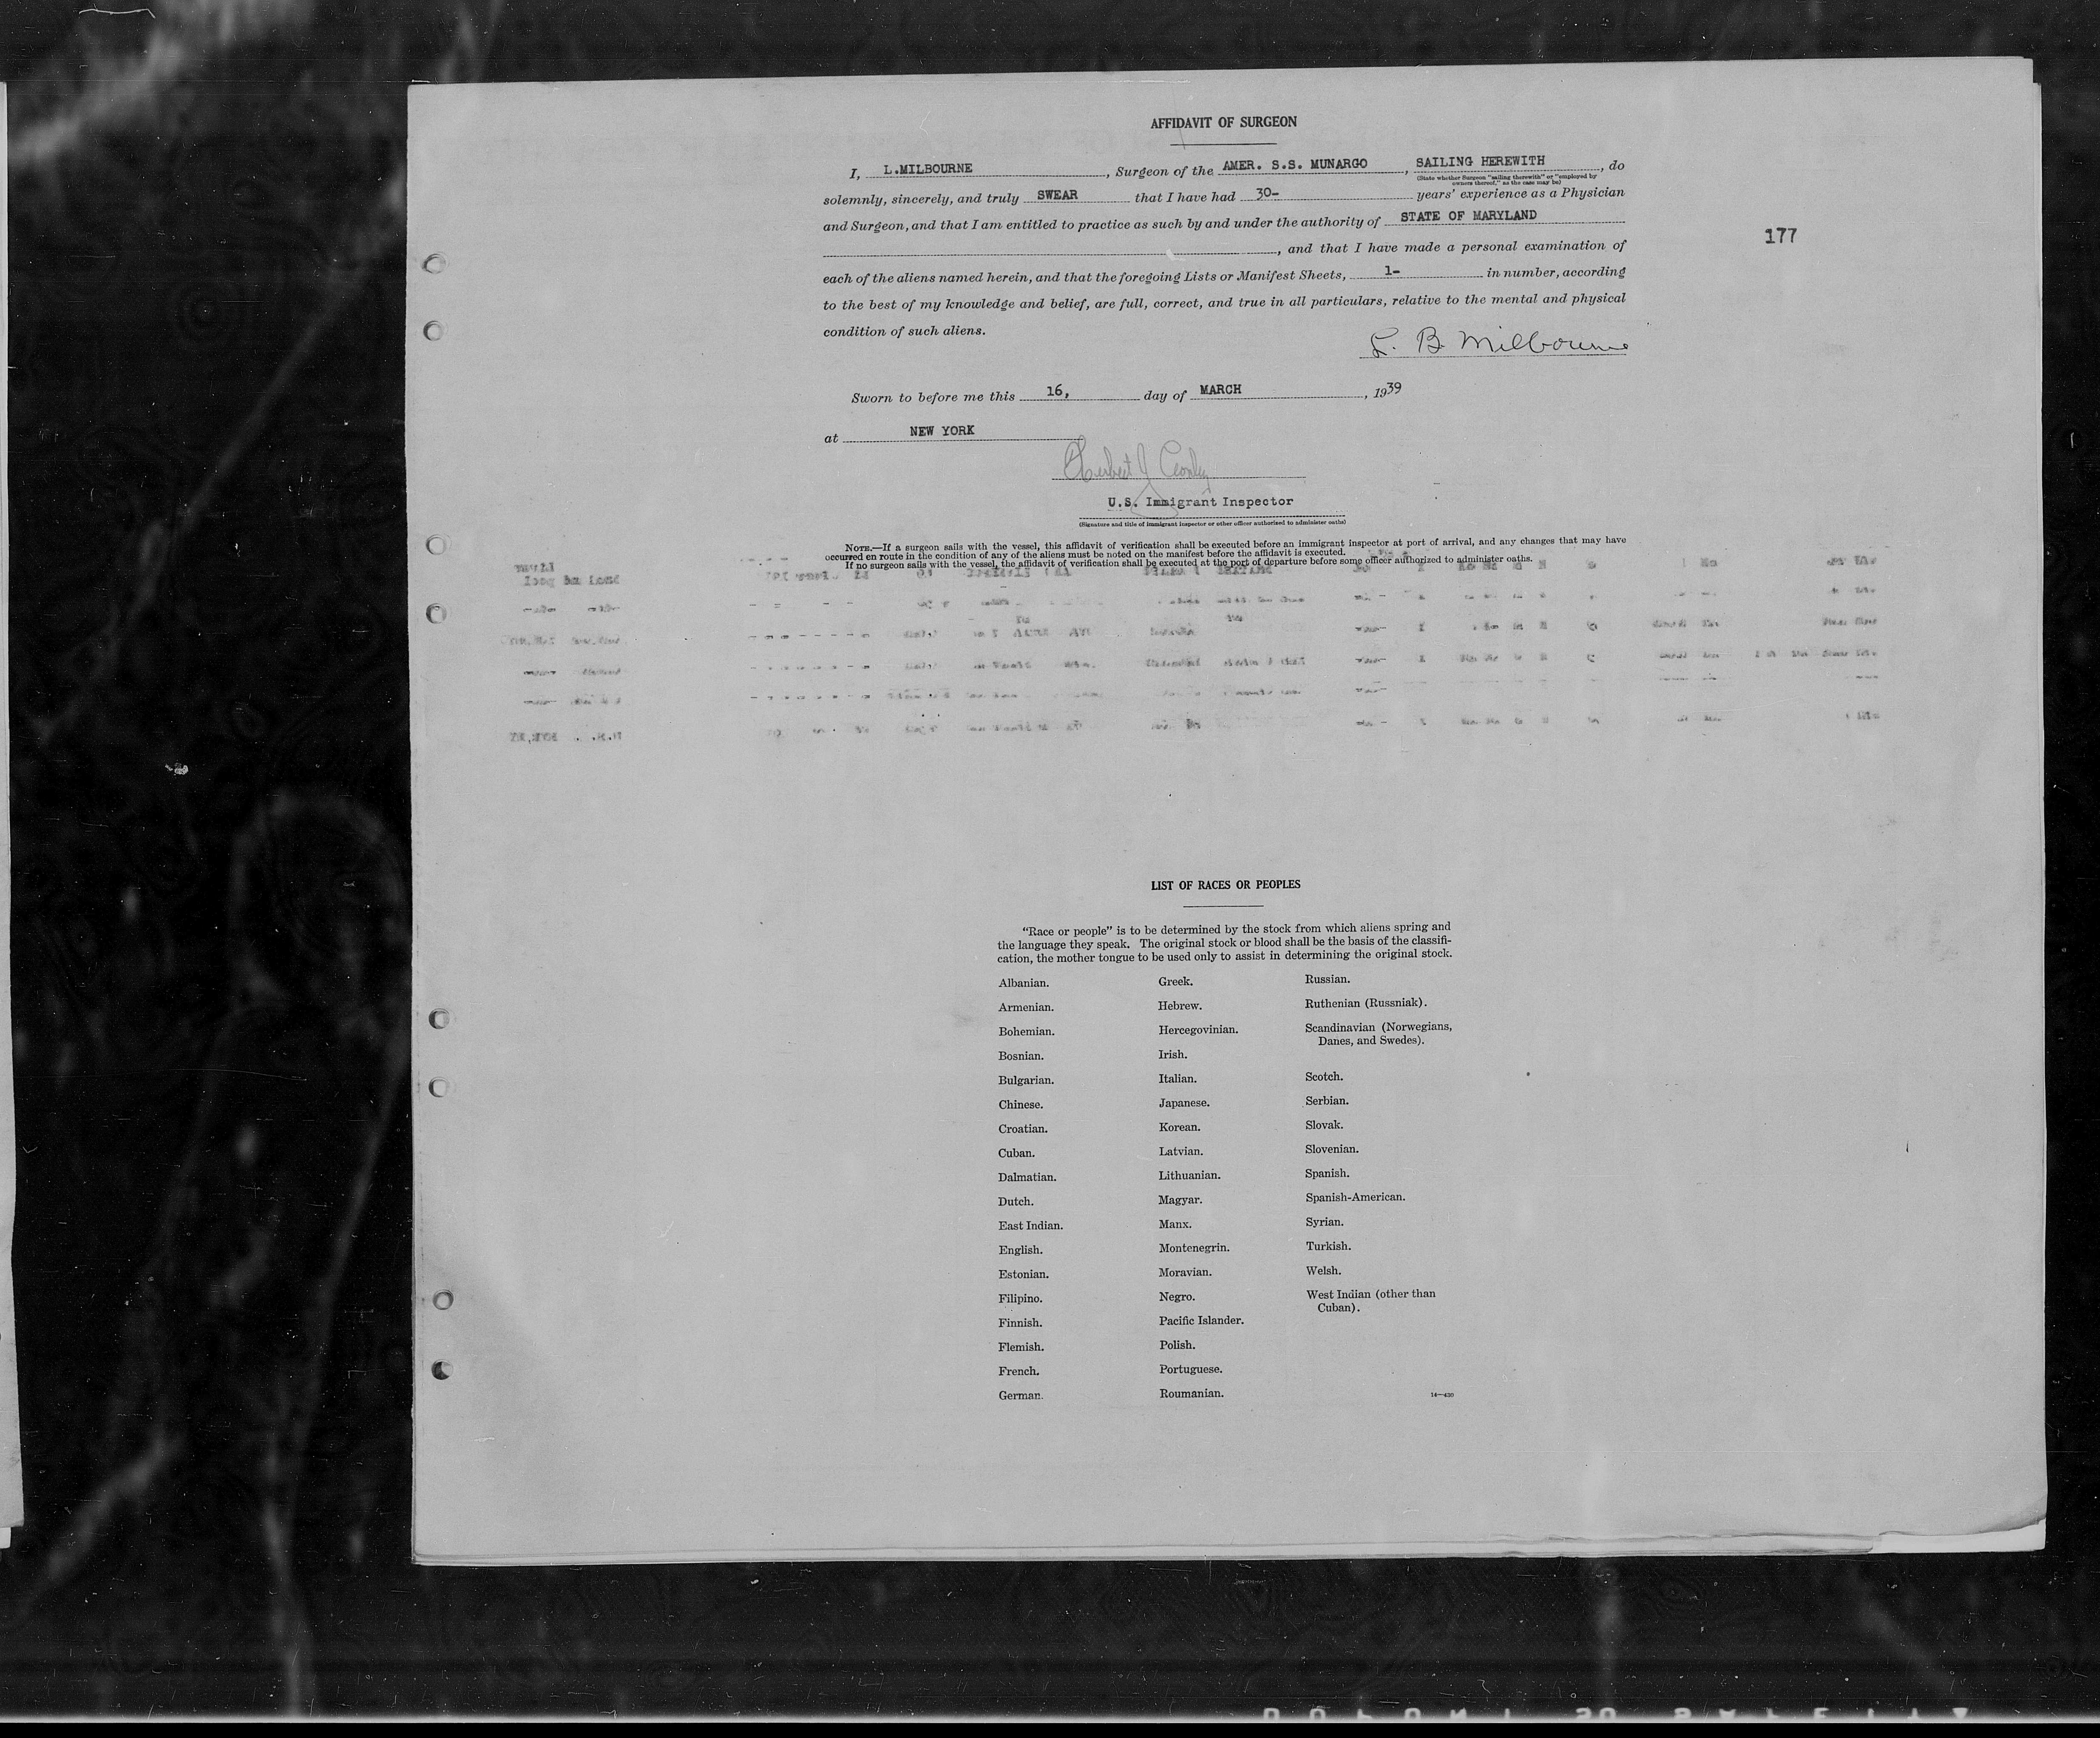 AFFIDAVIT OF SURGEON
I, L.MILBOURNE, Surgeon of the AMER. S.S. MUNARGO, SAILING HEREWITH, do
(State whether Surgeon "sailing therewith" or "employed by
owners thereof," as the case may be)
solemnly, sincerely, and truly SWEAR that I have had 30- years' experience as a Physician
and Surgeon, and that I am entitled to practice as such by and under the authority of STATE OF MARYLAND
177
, and that I have made a personal examination of
each of the aliens named herein, and that the foregoing Lists or Manifest Sheets, 1- in number, according
to the best of my knowledge and belief, are full, correct, and true in all particulars, relative to the mental and physical
condition of such aliens.
L. B. Milbourne
Sworn to before me this 16, day of MARCH, 1939
at NEW YORK
U.S. Immigrant Inspector
(Signature and title of immigrant inspector or other officer authorized to administer oaths)
NOTE.—If a surgeon sails with the vessel, this affidavit of verification shall be executed before an immigrant inspector at port of arrival, and any changes that may have
occurred en route in the condition of any of the aliens must be noted on the manifest before the affidavit is executed.
If no surgeon sails with the vessel, the affidavit of verification shall be executed at the port of departure before some officer authorized to administer oaths.
LIST OF RACES OR PEOPLES
"Race or people" is to be determined by the stock from which aliens spring and
the language they speak. The original stock or blood shall be the basis of the classifi-
cation, the mother tongue to be used only to assist in determining the original stock.
Albanian.
Armenian.
Bohemian.
Bosnian.
Bulgarian.
Chinese.
Croatian.
Cuban.
Dalmatian.
Dutch.
East Indian.
English.
Estonian.
Filipino.
Finnish.
Flemish.
French.
German.
Greek.
Hebrew.
Hercegovinian.
Irish.
Italian.
Japanese.
Korean.
Latvian.
Lithuanian.
Magyar.
Manx.
Montenegrin.
Moravian.
Negro.
Pacific Islander.
Polish.
Portuguese.
Roumanian.
Russian.
Ruthenian (Russniak).
Scandinavian (Norwegians,
Danes, and Swedes).
Scotch.
Serbian.
Slovak.
Slovenian.
Spanish.
Spanish-American.
Syrian.
Turkish.
Welsh.
West Indian (other than
Cuban).
14—430